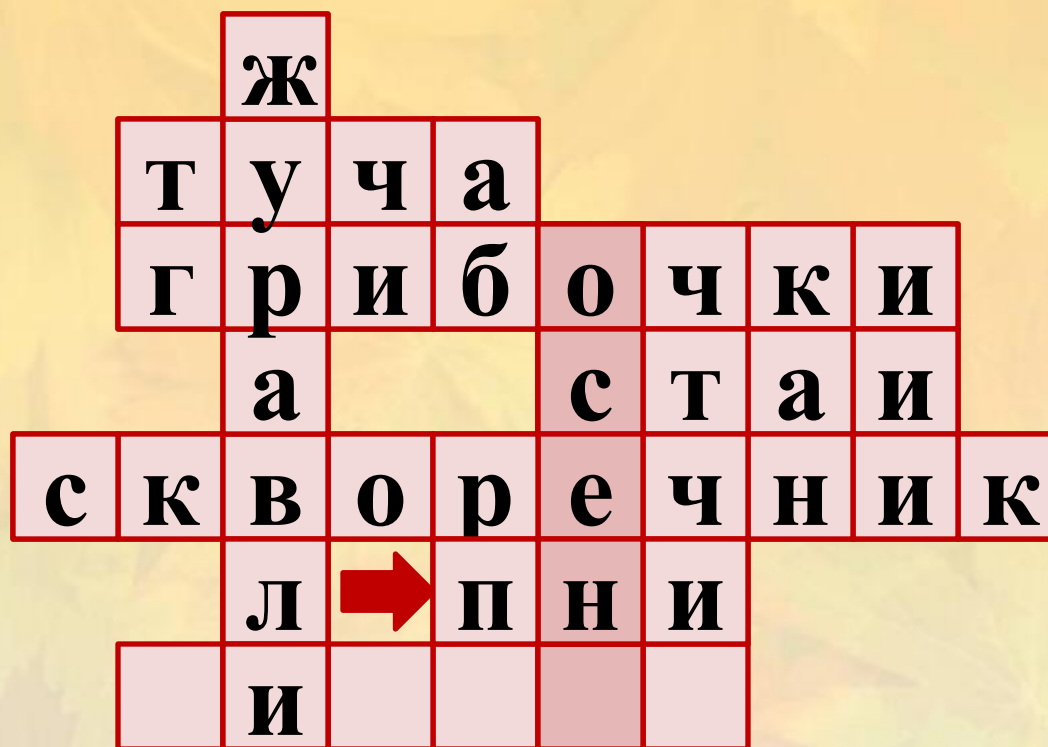 ж
туча
грибочки
а стаи
скворечник
л пни
и